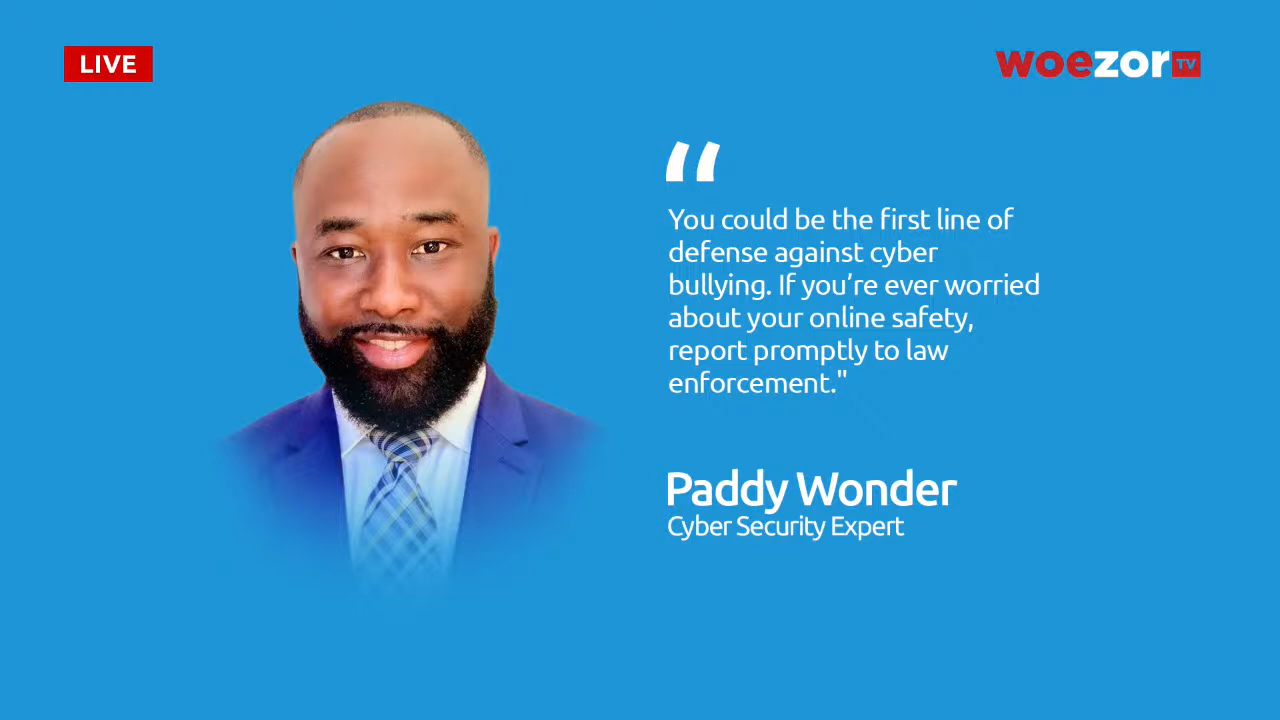 LIVE
woezor TV
“
You could be the first line of
defense against cyber
bullying. If you’re ever worried
about your online safety,
report promptly to law
enforcement."
Paddy Wonder
Cyber Security Expert